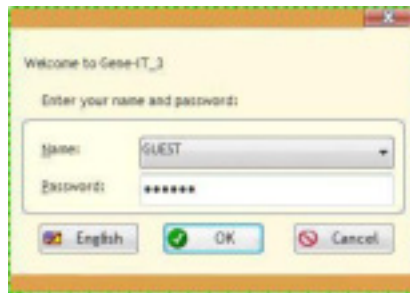 Welcome to Gene-IT_3
Enter your name and password:
Name: GUEST
Password: ••••••
English OK Cancel